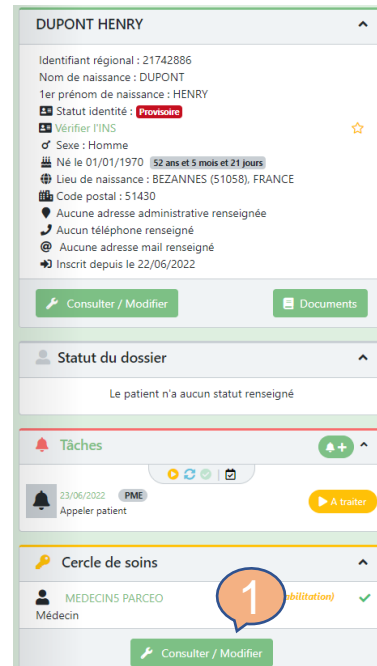 DUPONT HENRY
Identifiant régional : 21742886
Nom de naissance : DUPONT
1er prénom de naissance : HENRY
Statut identité : Provisoire
Vérifier l'INS
Sexe : Homme
Né le 01/01/1970 52 ans et 5 mois et 21 jours
Lieu de naissance : BEZANNES (51058), FRANCE
Code postal : 51430
Aucune adresse administrative renseignée
Aucun téléphone renseigné
@ Aucune adresse mail renseigné
Inscrit depuis le 22/06/2022
Consulter / Modifier
Documents
Statut du dossier
Le patient n'a aucun statut renseigné
Tâches
23/06/2022 PME
Appeler patient
A traiter
Cercle de soins
MEDECINS PARCEO
Médecin
1
Consulter / Modifier